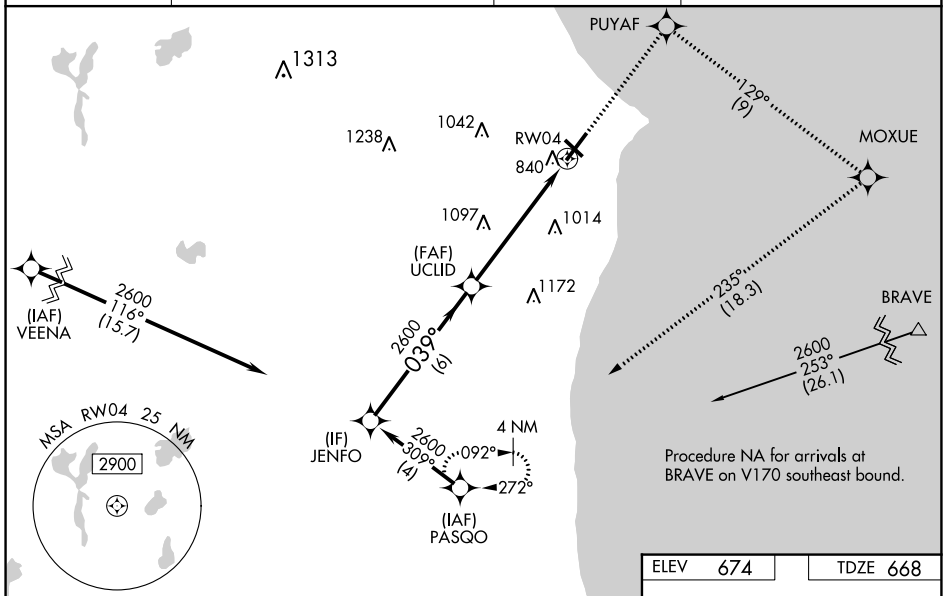 PUYAF
1313
129°
(9)
1238
1042
RW04
840
MOXUE
1097
1014
(FAF)
UCLID
1172
235°
(18.3)
(IAF)
VEENA
2600
116°
(15.7)
BRAVE
2600
253°
(26.1)
2600
039°
(6)
MSA RW04 25 NM
2900
(IF)
JENFO
2600
309°
(4)
4 NM
092°
272°
(IAF)
PASQO
Procedure NA for arrivals at
BRAVE on V170 southeast bound.
ELEV 674
TDZE 668